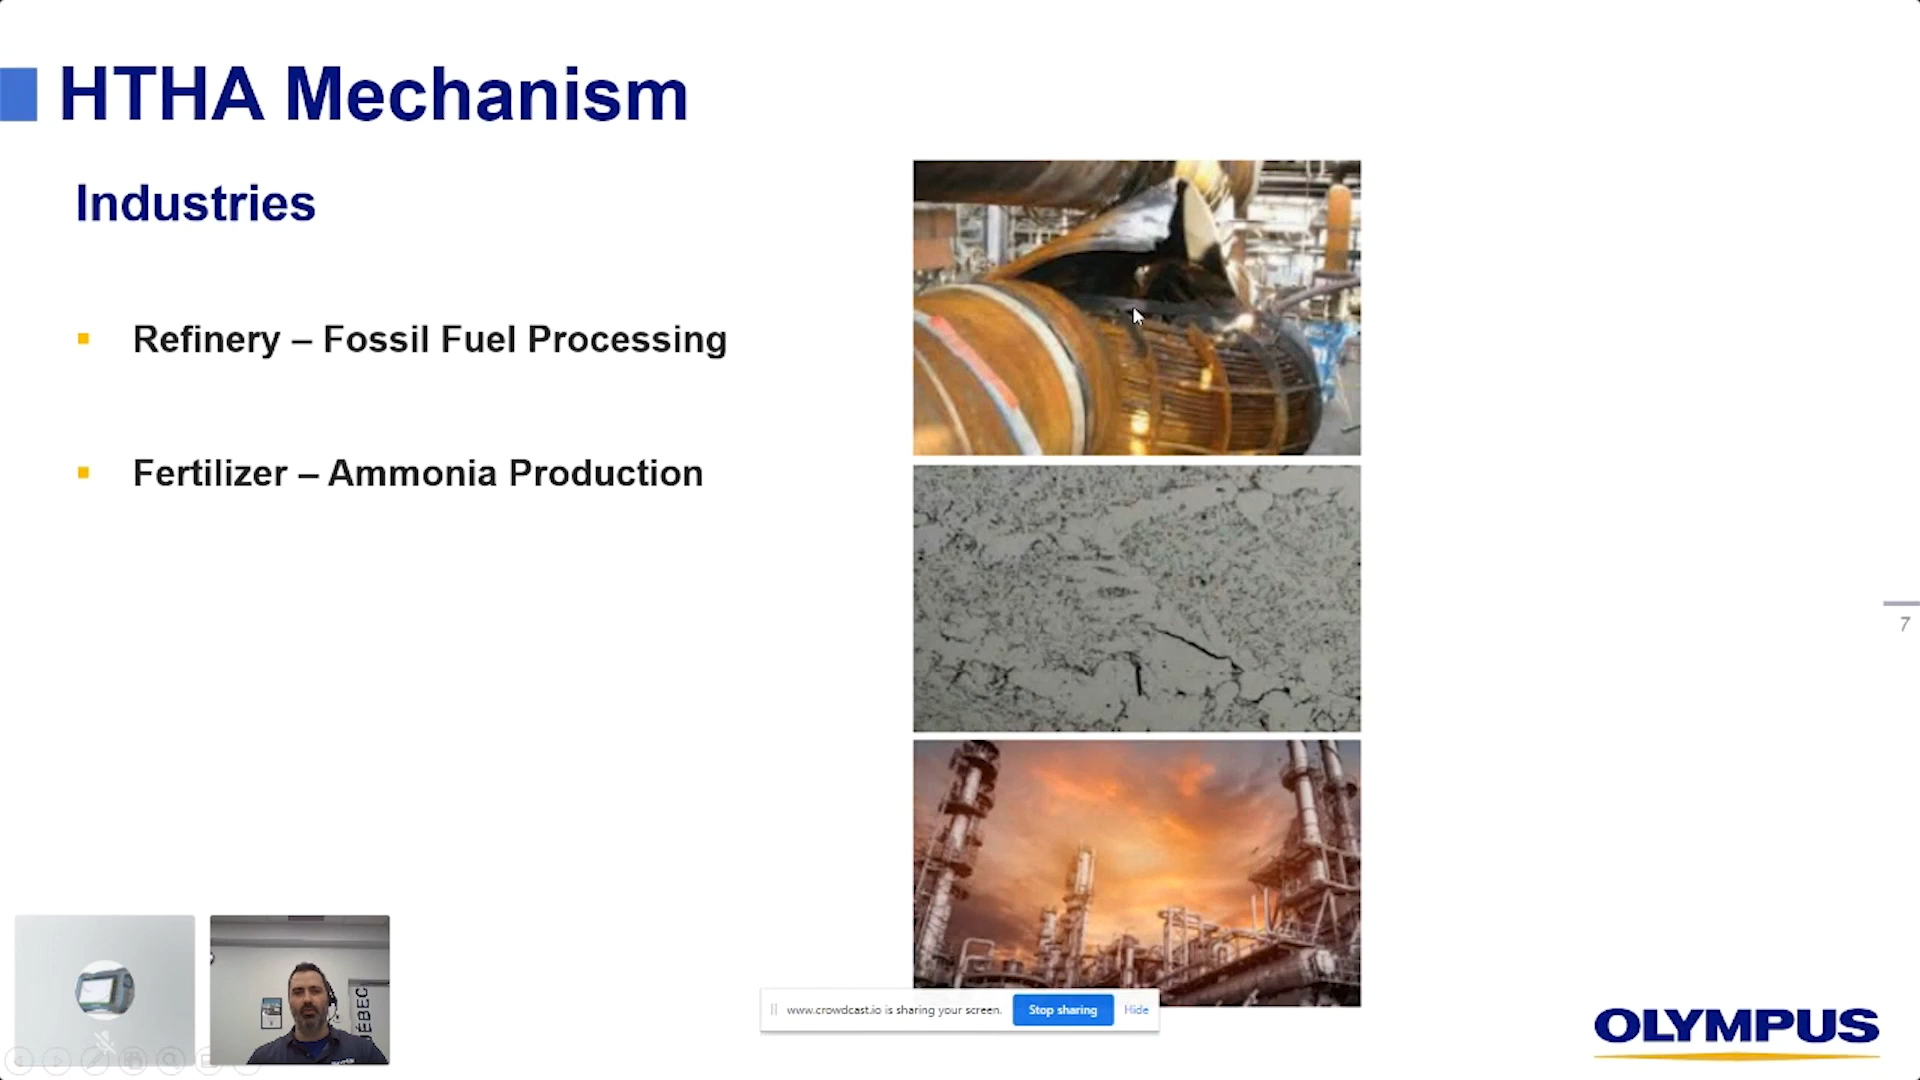 HTHA Mechanism
Industries
Refinery – Fossil Fuel Processing
Fertilizer – Ammonia Production
7
ÉBEC
www.crowdcast.io is sharing your screen.
Stop sharing
Hide
OLYMPUS